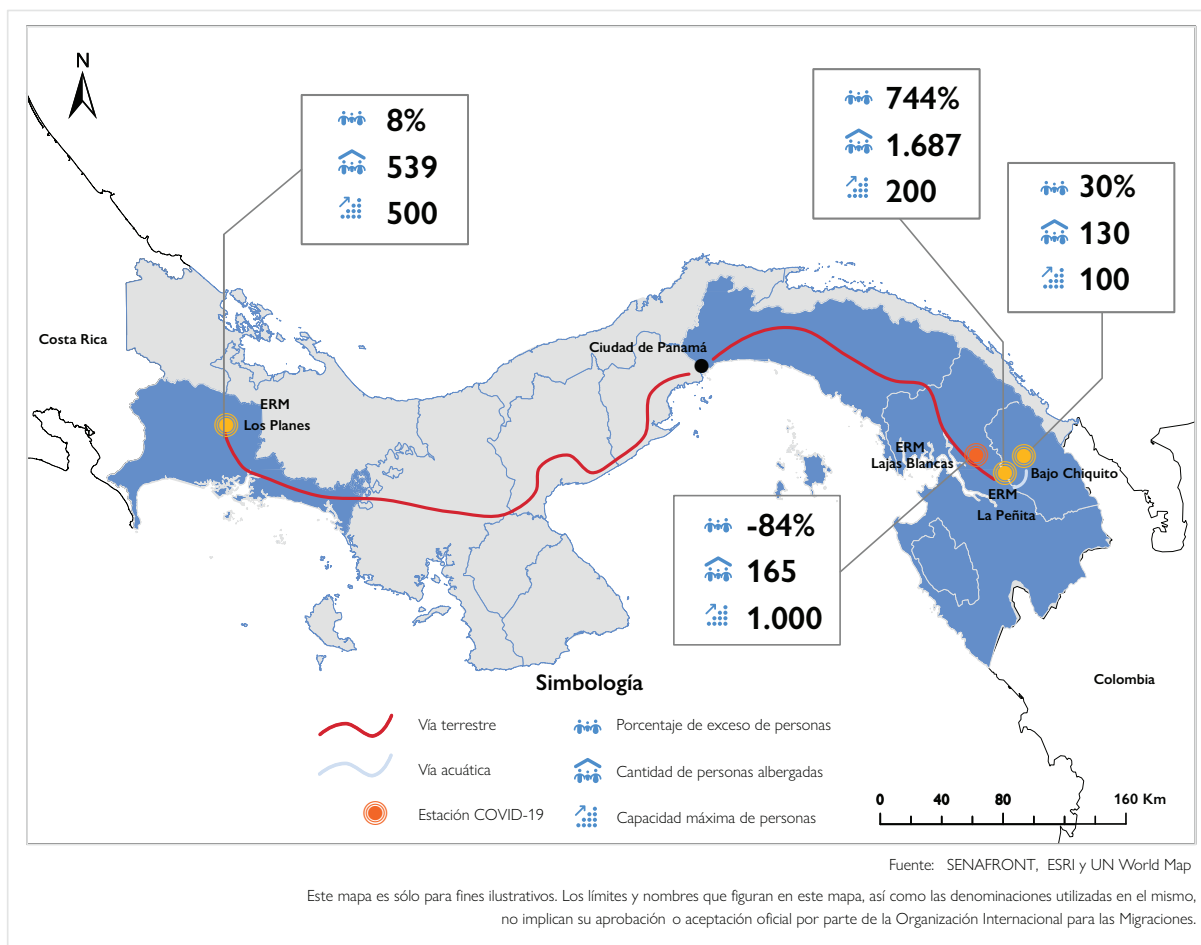 N
8%
539
500
744%
1.687
200
30%
130
100
Costa Rica
Ciudad de Panamá
ERM
Los Planes
ERM
Lajas Blancas
Bajo Chiquito
ERM
La Peñita
-84%
165
1.000
Colombia
Simbología
Vía terrestre
Porcentaje de exceso de personas
Vía acuática
Cantidad de personas albergadas
Estación COVID-19
Capacidad máxima de personas
0 40 80 160 Km
Fuente: SENAFRONT, ESRI y UN World Map
Este mapa es sólo para fines ilustrativos. Los límites y nombres que figuran en este mapa, así como las denominaciones utilizadas en el mismo,
no implican su aprobación o aceptación oficial por parte de la Organización Internacional para las Migraciones.